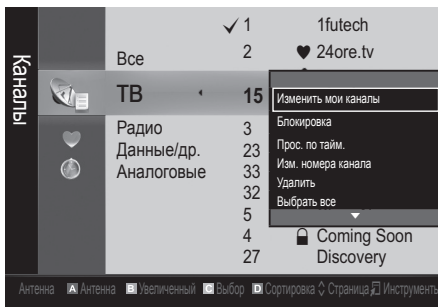 Каналы
✓ 1 1futech
Все 2 ♥ 24ore.tv
ТВ 15
Изменить мои каналы
Блокировка
Прос. по тайм.
Изм. номера канала
Удалить
Выбрать все
Радио 3
Данные/др. 23
Аналоговые 33
32
5
4 Coming Soon
27 Discovery
Антенна A Антенна B Увеличенный C Выбор D Сортировка Страница Инструменты